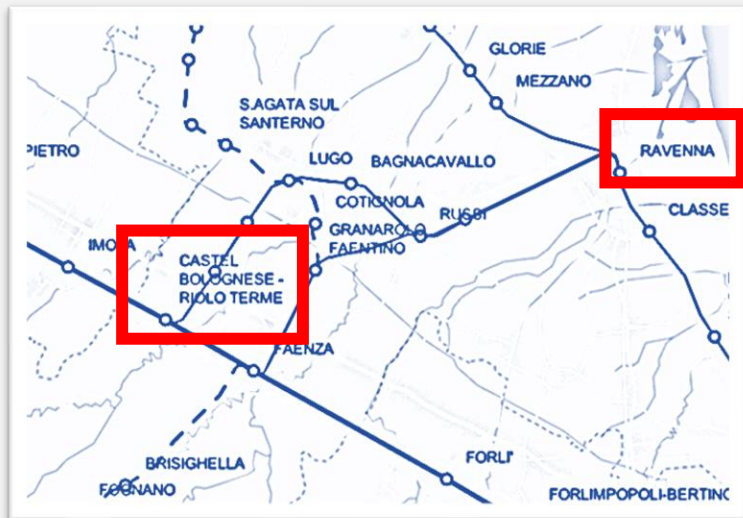 GLORIE
MEZZANO
S.AGATA SUL
SANTERNO
PIETRO
LUGO
BAGNACAVALLO
RAVENNA
COTIGNOLA
RUSSI
CLASSE
GRANAROLO
FAENTINO
IMOLA
CASTEL
BOLOGNESE -
RIOLO TERME
FAENZA
BRISIGHELLA
FOGNANO
FORLI'
FORLIMPOPOLI-BERTINO